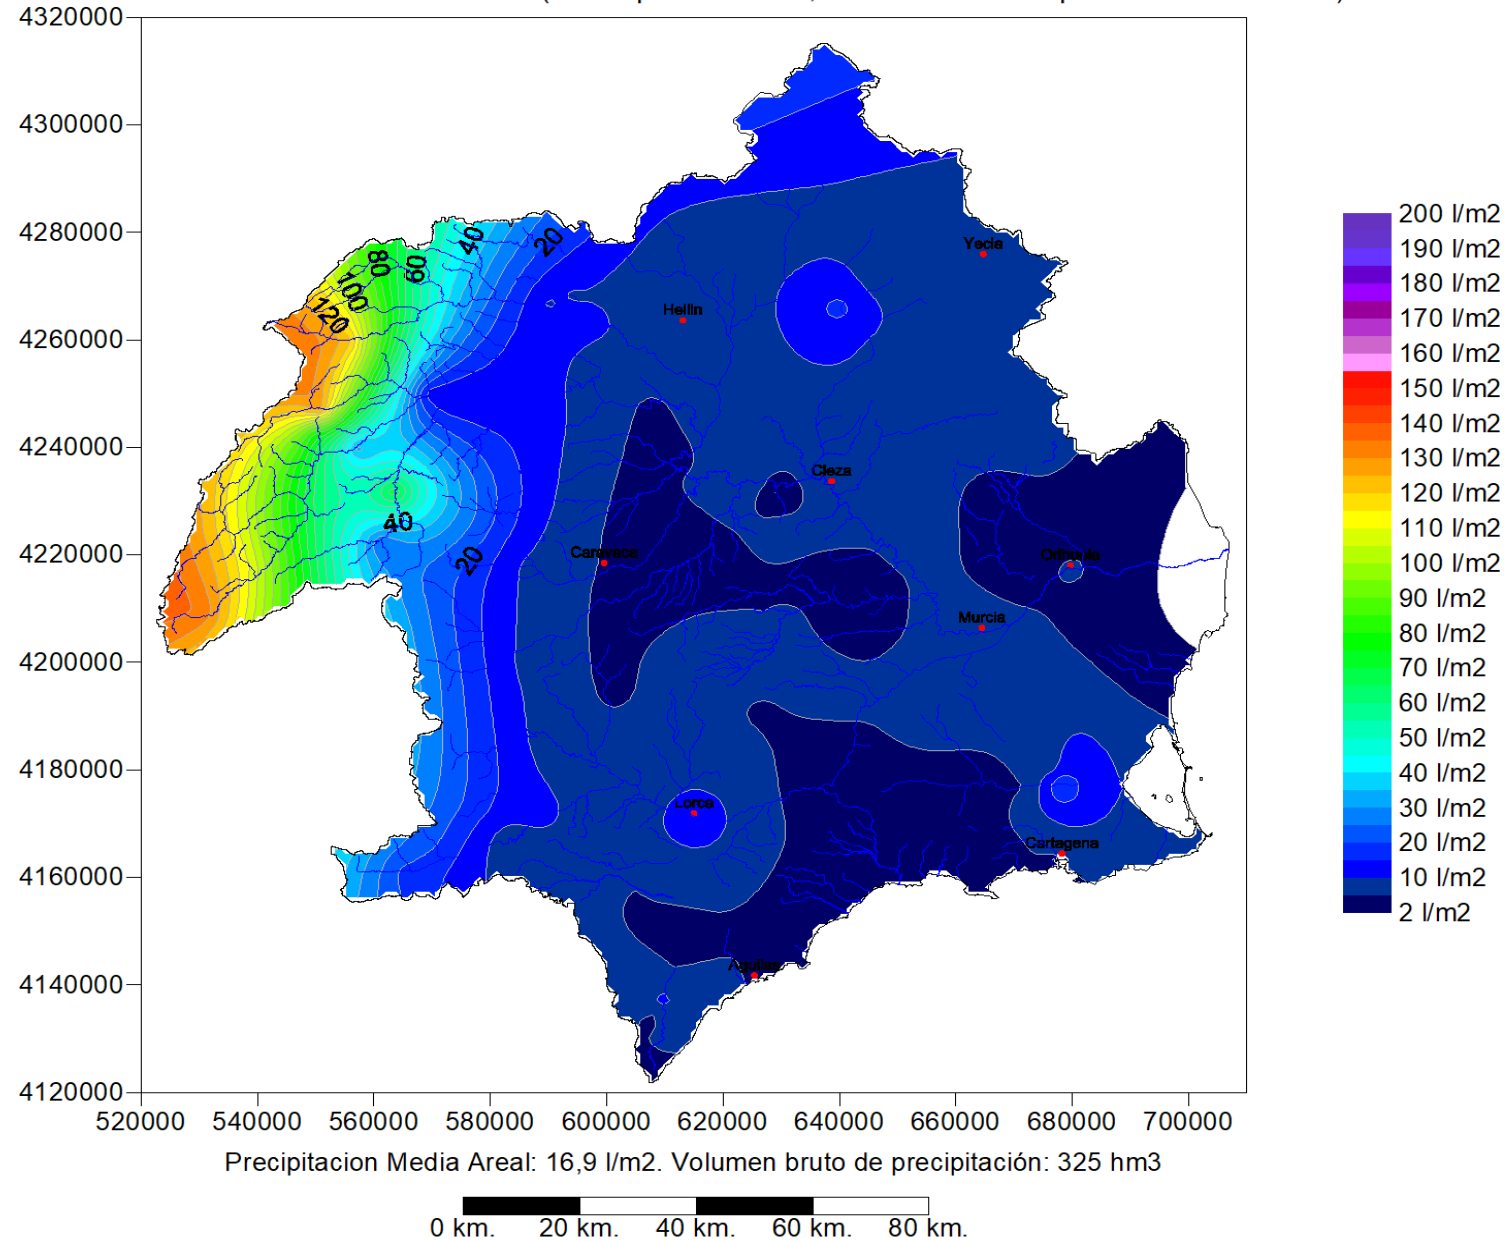 4320000
4300000
4280000
4260000
4240000
4220000
4200000
4180000
4160000
4140000
4120000
520000 540000 560000 580000 600000 620000 640000 660000 680000 700000
120
100
80
60
40
20
40
20
Yecla
Hellin
Cieza
Caravaca
Orihuela
Murcia
Lorca
Cartagena
Aguilas
200 l/m2
190 l/m2
180 l/m2
170 l/m2
160 l/m2
150 l/m2
140 l/m2
130 l/m2
120 l/m2
110 l/m2
100 l/m2
90 l/m2
80 l/m2
70 l/m2
60 l/m2
50 l/m2
40 l/m2
30 l/m2
20 l/m2
10 l/m2
2 l/m2
Precipitacion Media Areal: 16,9 l/m2. Volumen bruto de precipitación: 325 hm3
0 km. 20 km. 40 km. 60 km. 80 km.